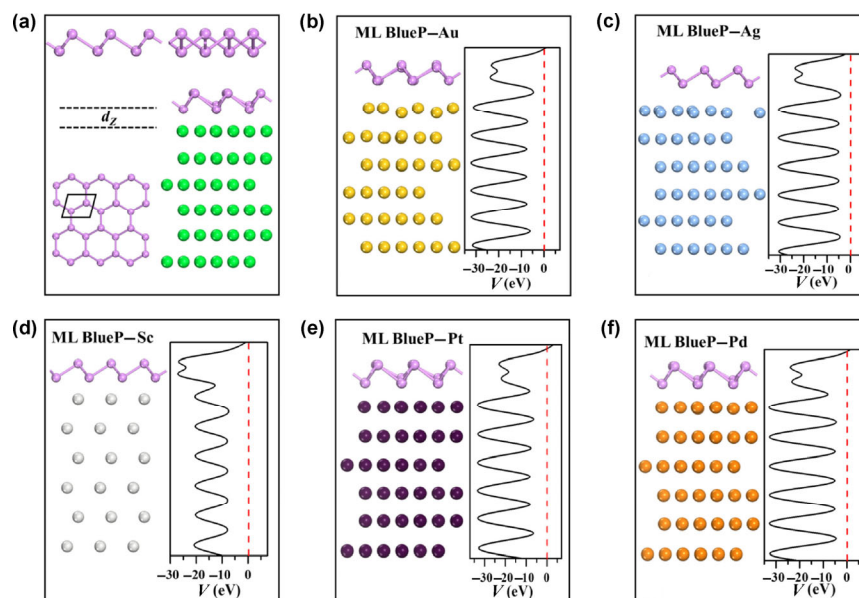 (a)
d_Z
(b)
ML BlueP–Au
−30 −20 −10 0
V (eV)
(c)
ML BlueP–Ag
−30 −20 −10 0
V (eV)
(d)
ML BlueP–Sc
−30 −20 −10 0
V (eV)
(e)
ML BlueP–Pt
−30 −20 −10 0
V (eV)
(f)
ML BlueP–Pd
−30 −20 −10 0
V (eV)